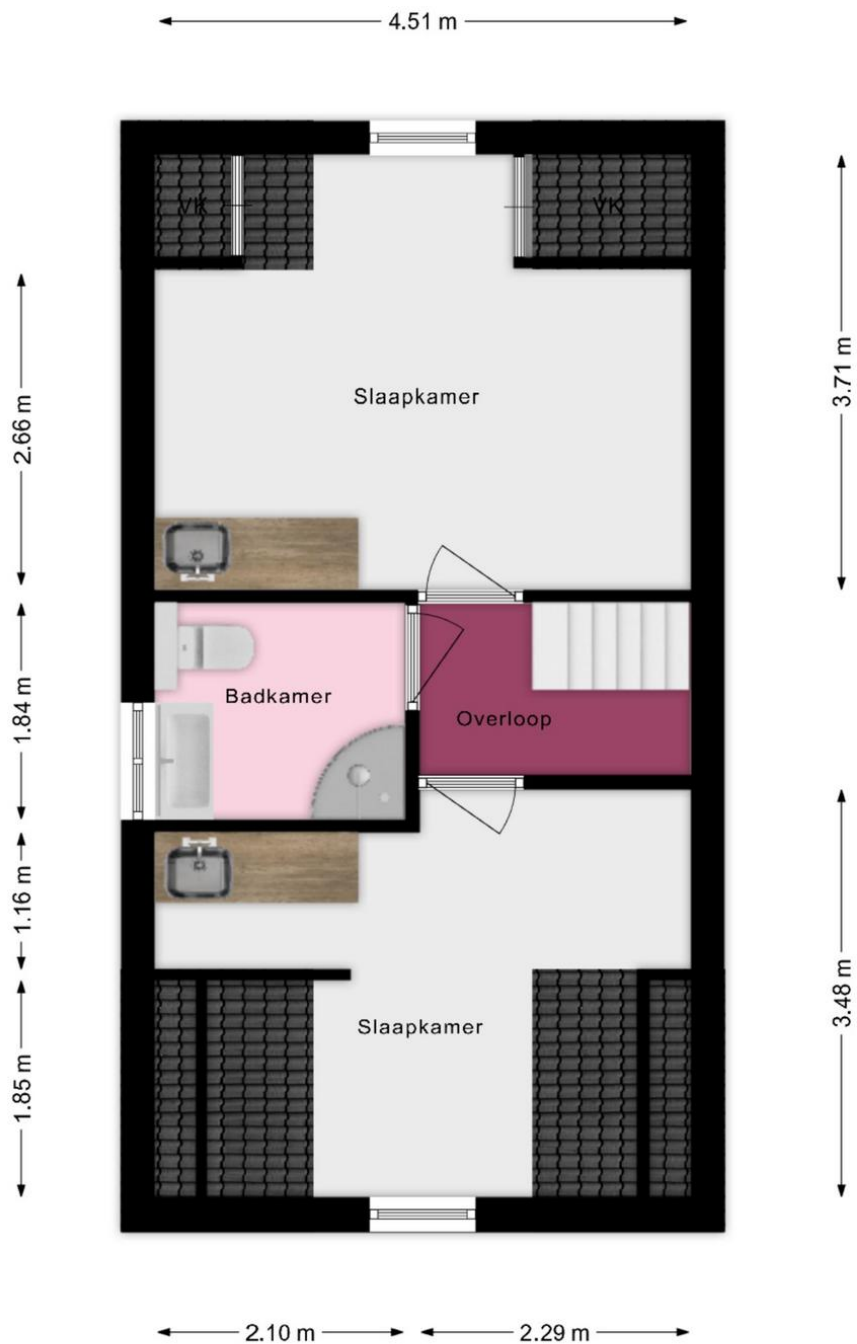 4.51 m
VK
VK
3.71 m
2.66 m
Slaapkamer
Badkamer
1.84 m
Overloop
1.16 m
3.48 m
Slaapkamer
1.85 m
2.10 m
2.29 m